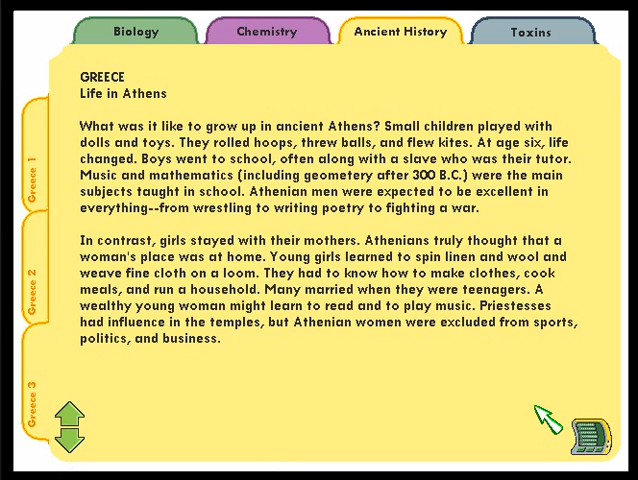 Biology
Chemistry
Ancient History
Toxins
GREECE
Life in Athens
What was it like to grow up in ancient Athens? Small children played with
dolls and toys. They rolled hoops, threw balls, and flew kites. At age six, life
changed. Boys went to school, often along with a slave who was their tutor.
Music and mathematics (including geometery after 300 B.C.) were the main
subjects taught in school. Athenian men were expected to be excellent in
everything--from wrestling to writing poetry to fighting a war.
In contrast, girls stayed with their mothers. Athenians truly thought that a
woman's place was at home. Young girls learned to spin linen and wool and
weave fine cloth on a loom. They had to know how to make clothes, cook
meals, and run a household. Many married when they were teenagers. A
wealthy young woman might learn to read and to play music. Priestesses
had influence in the temples, but Athenian women were excluded from sports,
politics, and business.
Greece 1
Greece 2
Greece 3